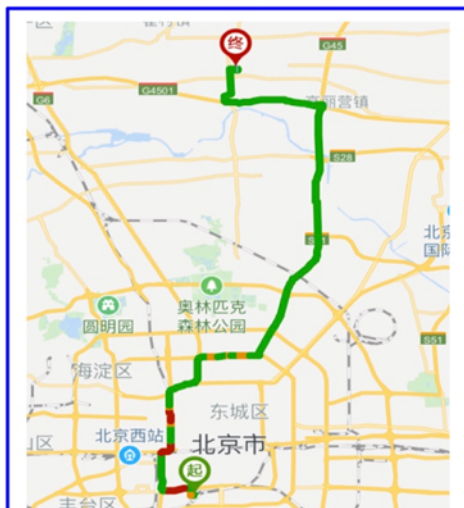 终
G45
G4501
G6
高丽营镇
S28
北京
国际
奥林匹克
森林公园
圆明园
S51
海淀区
东城区
北京西站
北京市
山区
起
丰台区